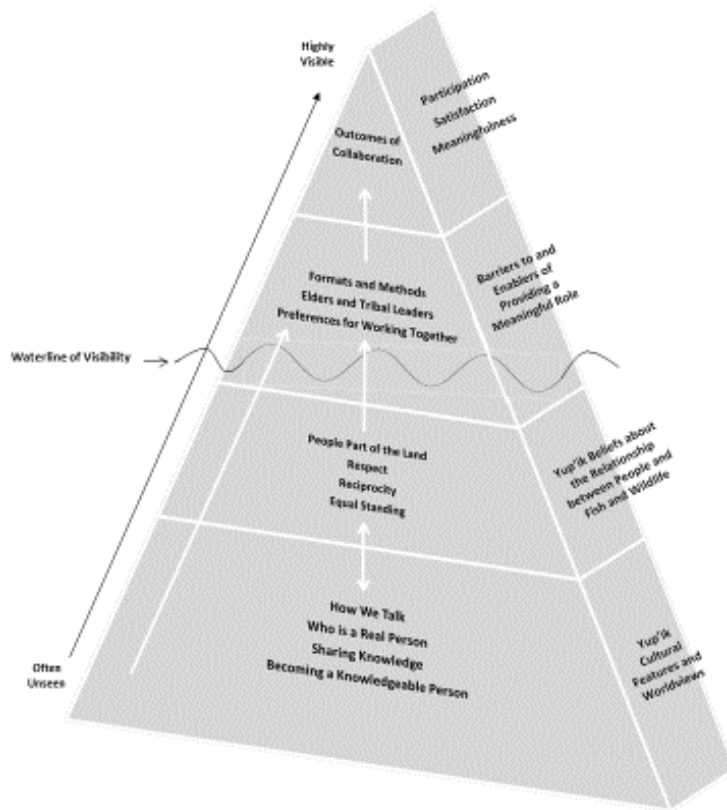 Highly
Visible
Participation
Satisfaction
Meaningfulness
Outcomes of
Collaboration
Barriers to and
Enablers of
Providing a
Meaningful Role
Formats and Methods
Elders and Tribal Leaders
Preferences for Working Together
Waterline of Visibility
People Part of the Land
Respect
Reciprocity
Equal Standing
Yup'ik Beliefs about
the Relationship
between People and
Fish and Wildlife
How We Talk
Who is a Real Person
Sharing Knowledge
Becoming a Knowledgeable Person
Yup'ik
Cultural
Features and
Worldviews
Often
Unseen